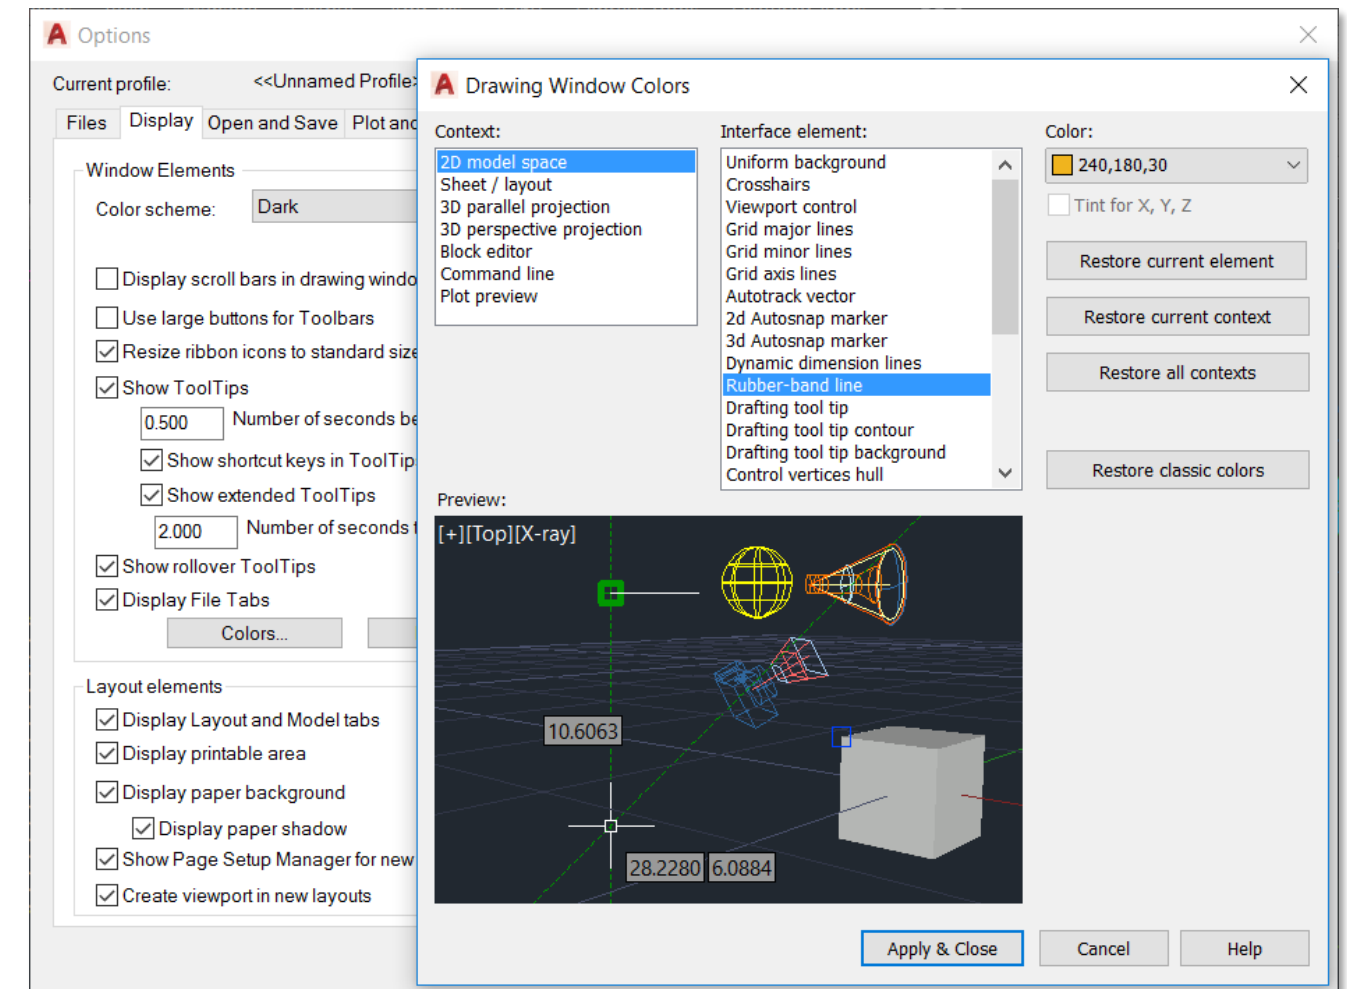 Options
Current profile: <<Unnamed Profile>
Files Display Open and Save Plot and
Window Elements
Color scheme: Dark
Display scroll bars in drawing windo
Use large buttons for Toolbars
Resize ribbon icons to standard size
Show ToolTips
0.500 Number of seconds be
Show shortcut keys in ToolTip
Show extended ToolTips
2.000 Number of seconds
Show rollover ToolTips
Display File Tabs
Colors...
Layout elements
Display Layout and Model tabs
Display printable area
Display paper background
Display paper shadow
Show Page Setup Manager for new
Create viewport in new layouts
Drawing Window Colors
Context:
2D model space
Sheet / layout
3D parallel projection
3D perspective projection
Block editor
Command line
Plot preview
Interface element:
Uniform background
Crosshairs
Viewport control
Grid major lines
Grid minor lines
Grid axis lines
Autotrack vector
2d Autosnap marker
3d Autosnap marker
Dynamic dimension lines
Rubber-band line
Drafting tool tip
Drafting tool tip contour
Drafting tool tip background
Control vertices hull
Color:
240,180,30
Tint for X, Y, Z
Restore current element
Restore current context
Restore all contexts
Restore classic colors
Preview:
[+][Top][X-ray]
10.6063
28.2280 6.0884
Apply & Close Cancel Help